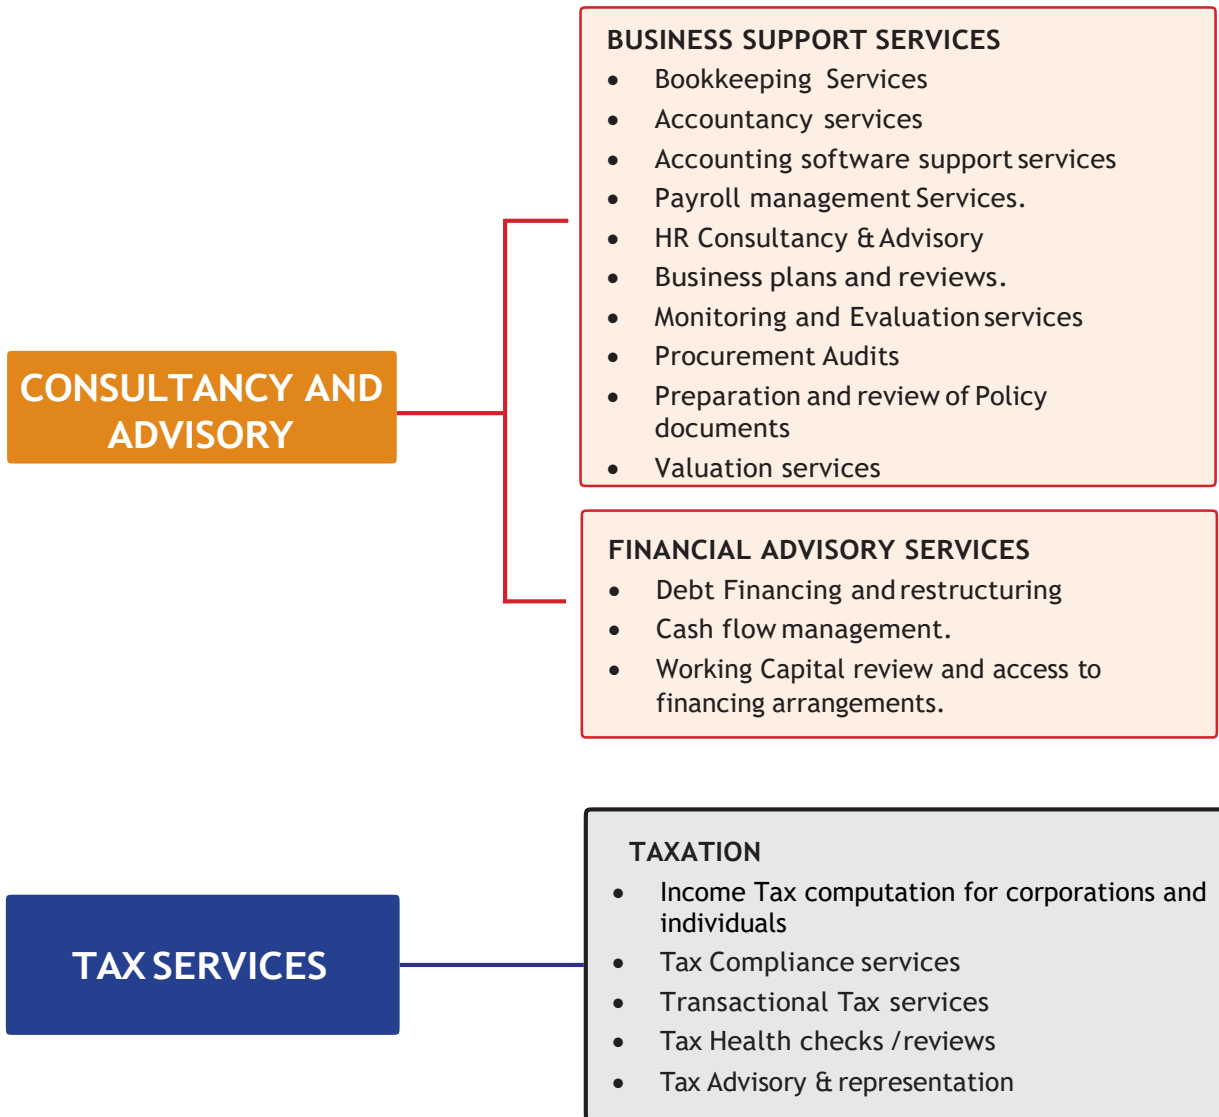 BUSINESS SUPPORT SERVICES
• Bookkeeping Services
• Accountancy services
• Accounting software support services
• Payroll management Services.
• HR Consultancy & Advisory
• Business plans and reviews.
• Monitoring and Evaluation services
• Procurement Audits
• Preparation and review of Policy
documents
• Valuation services
CONSULTANCY AND
ADVISORY
FINANCIAL ADVISORY SERVICES
• Debt Financing and restructuring
• Cash flow management.
• Working Capital review and access to
financing arrangements.
TAX SERVICES
TAXATION
• Income Tax computation for corporations and
individuals
• Tax Compliance services
• Transactional Tax services
• Tax Health checks /reviews
• Tax Advisory & representation